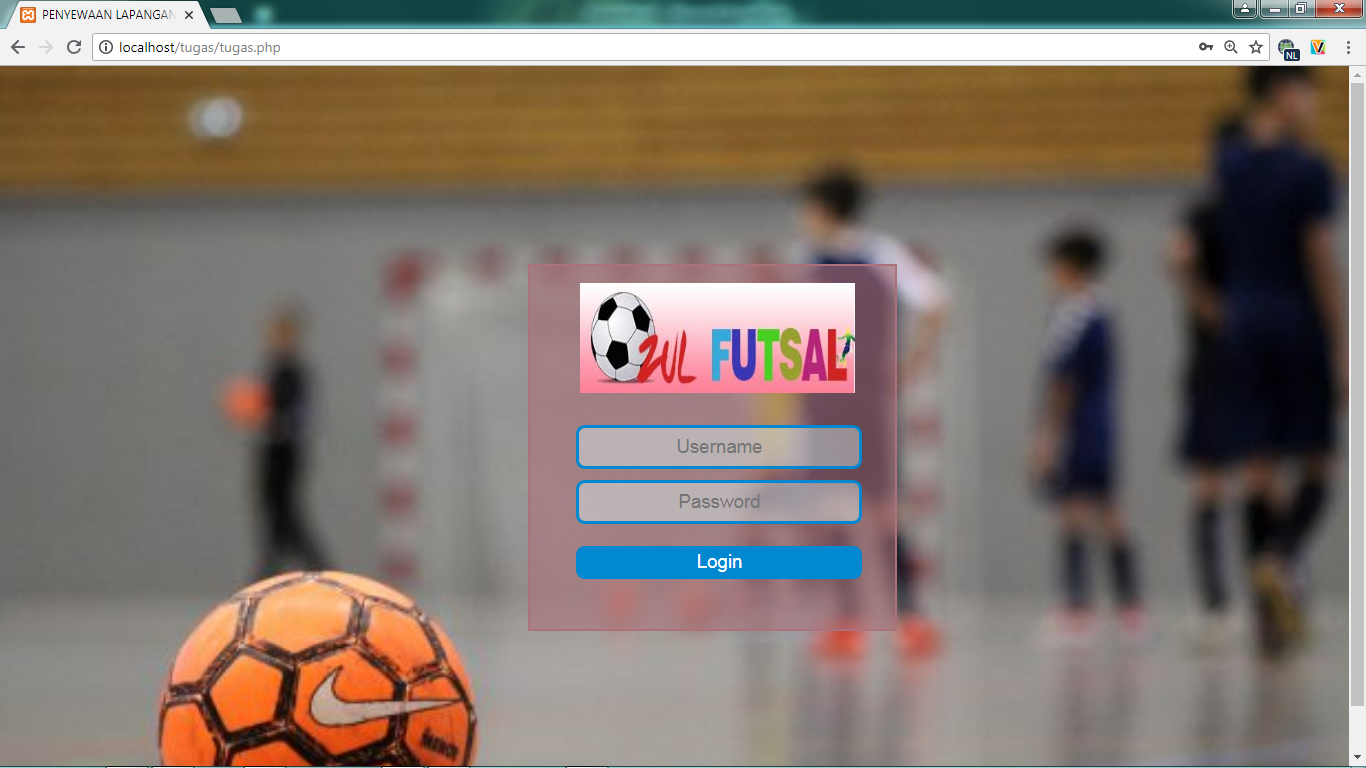 PENYEWAAN LAPANGAN
localhost/tugas/tugas.php
NL
ZUL FUTSAL
Username
Password
Login